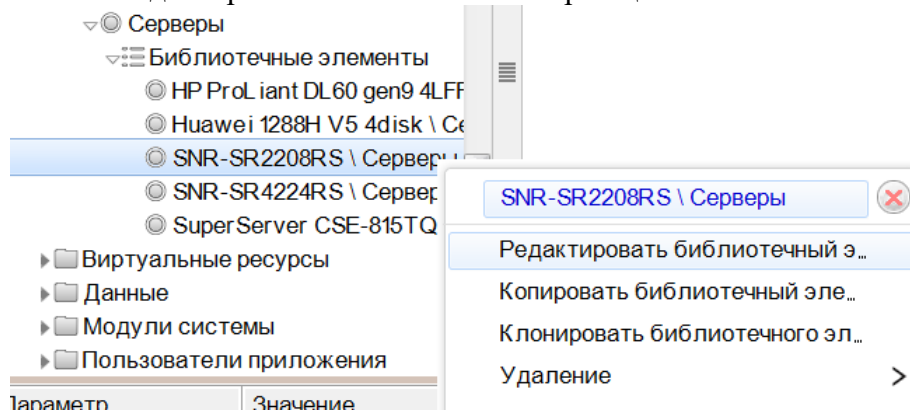 Серверы
Библиотечные элементы
HP ProLiant DL60 gen9 4LFF
Huawei 1288H V5 4disk \ Се
SNR-SR2208RS \ Серверы
SNR-SR4224RS \ Сервер
SuperServer CSE-815TQ
Виртуальные ресурсы
Данные
Модули системы
Пользователи приложения
Параметр Значение
SNR-SR2208RS \ Серверы
Редактировать библиотечный э...
Копировать библиотечный эле...
Клонировать библиотечного эл...
Удаление >